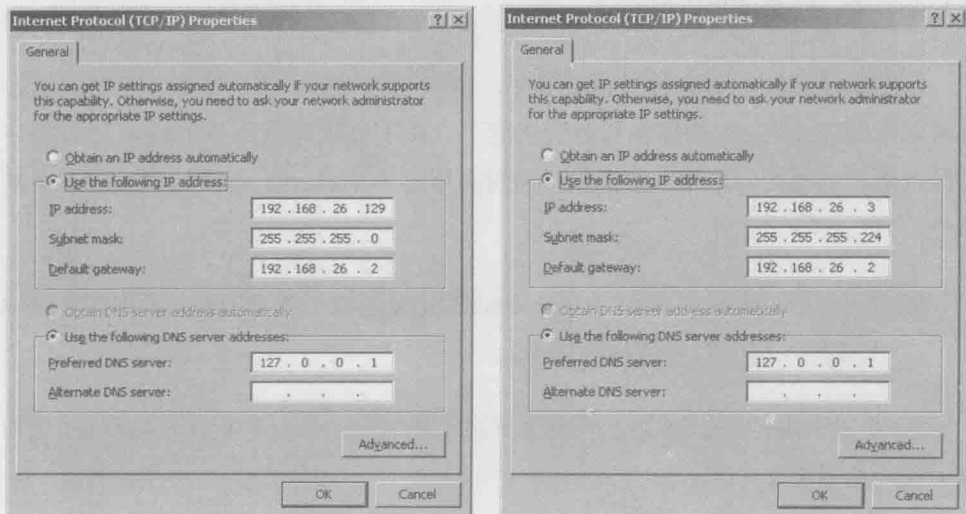 Internet Protocol (TCP/IP) Properties
General
You can get IP settings assigned automatically if your network supports
this capability. Otherwise, you need to ask your network administrator
for the appropriate IP settings.
Obtain an IP address automatically
Use the following IP address:
IP address: 192 . 168 . 26 . 129
Subnet mask: 255 . 255 . 255 . 0
Default gateway: 192 . 168 . 26 . 2
Obtain DNS server address automatically
Use the following DNS server addresses:
Preferred DNS server: 127 . 0 . 0 . 1
Alternate DNS server: . . .
Advanced...
OK Cancel
Internet Protocol (TCP/IP) Properties
General
You can get IP settings assigned automatically if your network supports
this capability. Otherwise, you need to ask your network administrator
for the appropriate IP settings.
Obtain an IP address automatically
Use the following IP address:
IP address: 192 . 168 . 26 . 3
Subnet mask: 255 . 255 . 255 . 224
Default gateway: 192 . 168 . 26 . 2
Obtain DNS server address automatically
Use the following DNS server addresses:
Preferred DNS server: 127 . 0 . 0 . 1
Alternate DNS server: . . .
Advanced...
OK Cancel